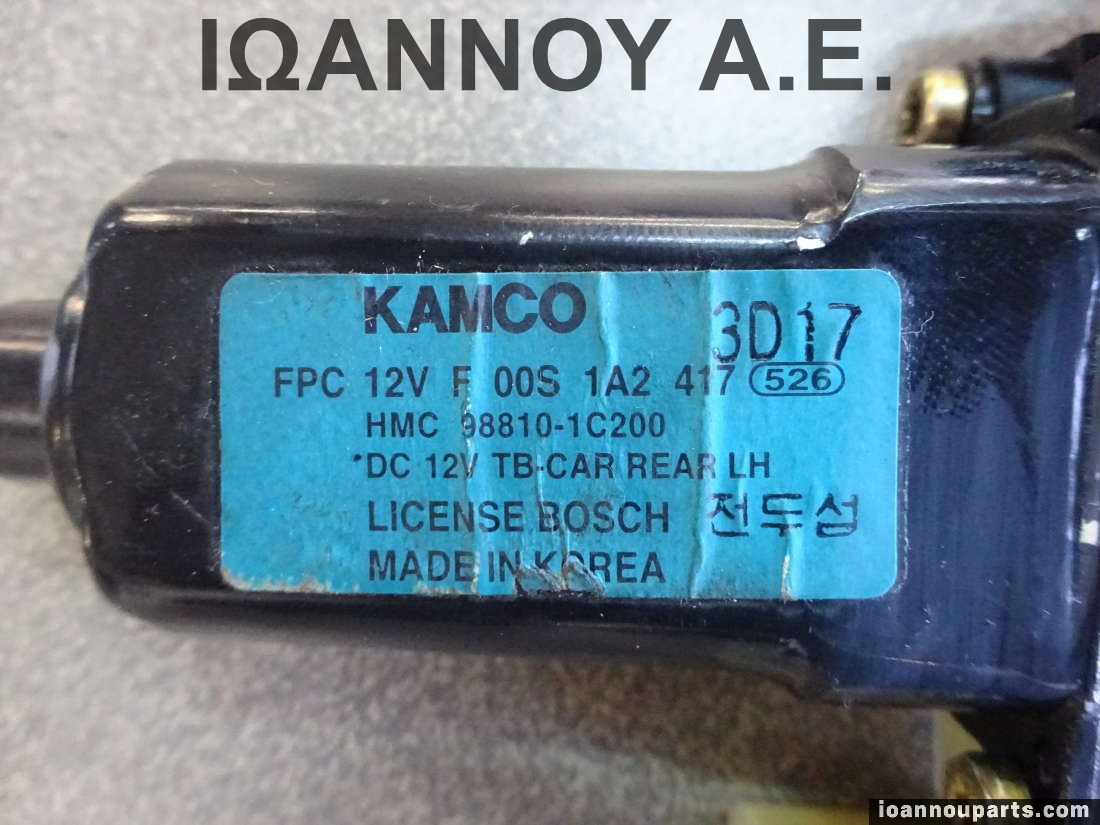 ΙΩΑΝΝΟΥ Α.Ε.
KAMCO
3D17
FPC 12V F 00S 1A2 417 526
HMC 98810-1C200
*DC 12V TB-CAR REAR LH
LICENSE BOSCH 전두섬
MADE IN KOREA
ioannouparts.com